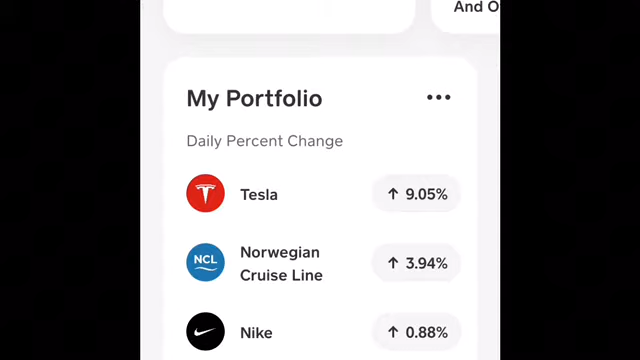 And O
My Portfolio
Daily Percent Change
Tesla
↑ 9.05%
NCL
Norwegian
Cruise Line
↑ 3.94%
Nike
↑ 0.88%